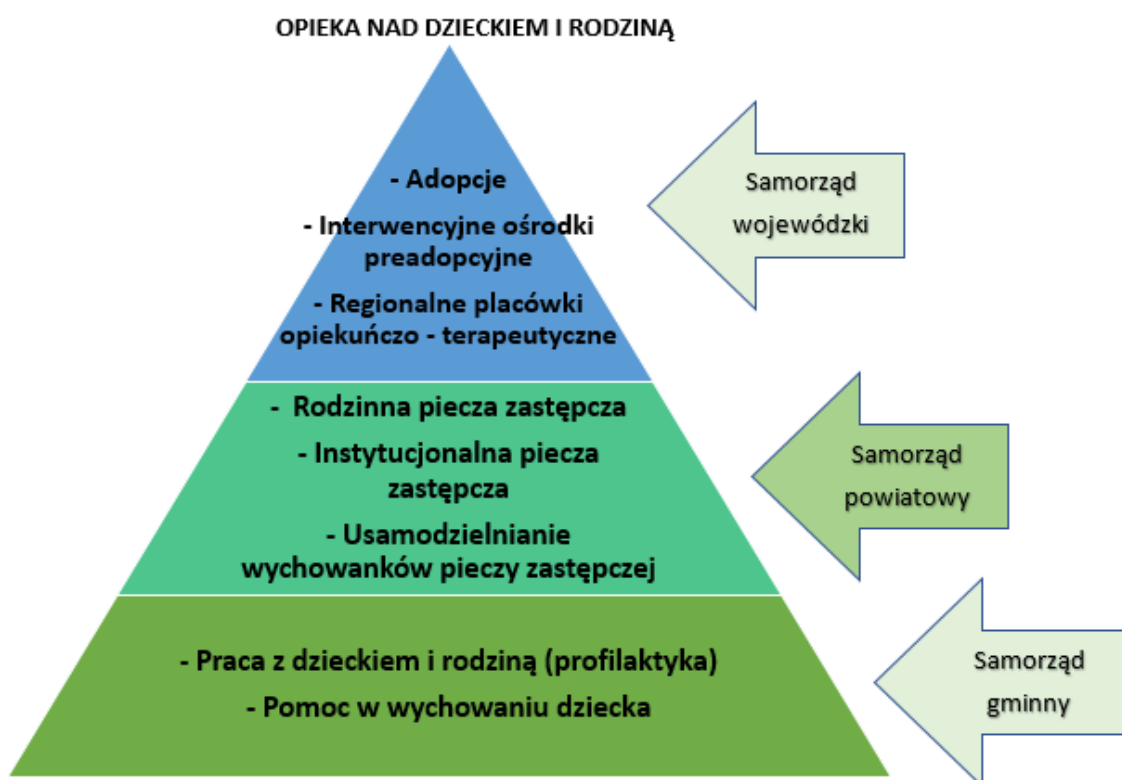 OPIEKA NAD DZIECKIEM I RODZINĄ
- Adopcje
- Interwencyjne ośrodki
preadopcyjne
- Regionalne placówki
opiekuńczo - terapeutyczne
Samorząd
wojewódzki
- Rodzinna piecza zastępcza
- Instytucjonalna piecza
zastępcza
- Usamodzielnianie
wychowanków pieczy zastępczej
Samorząd
powiatowy
- Praca z dzieckiem i rodziną (profilaktyka)
- Pomoc w wychowaniu dziecka
Samorząd
gminny